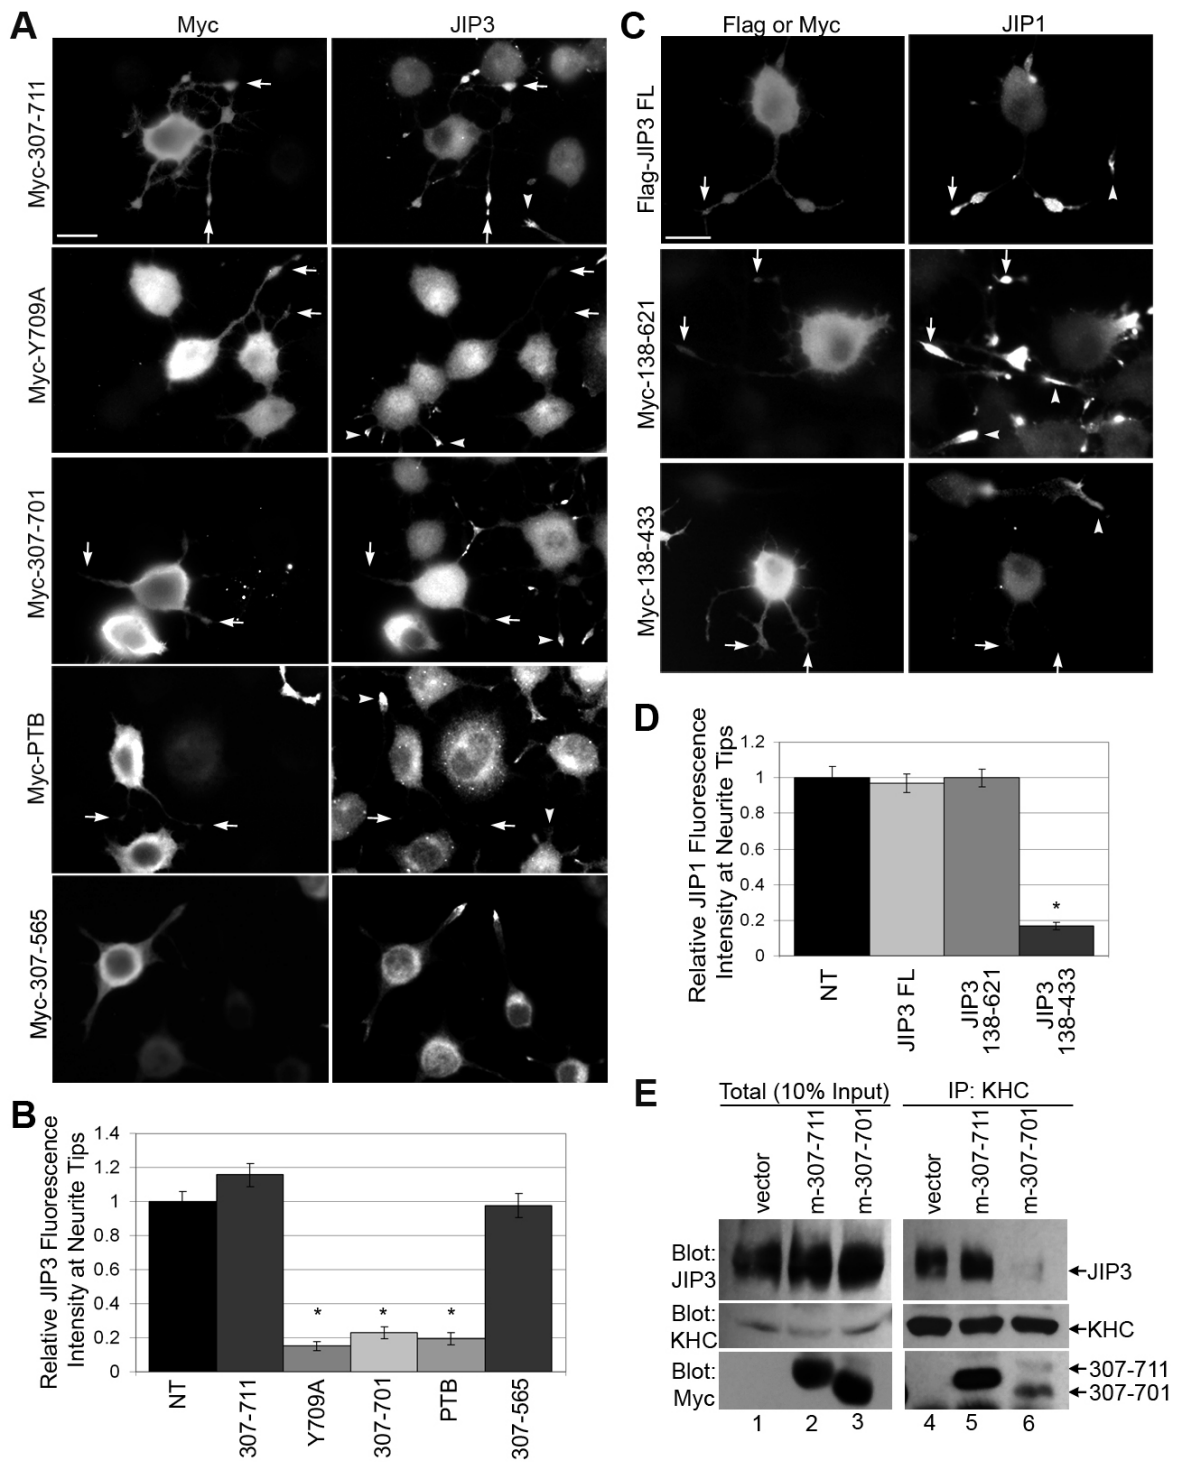 A
Myc
JIP3
Myc-307-711
Myc-Y709A
Myc-307-701
Myc-PTB
Myc-307-565
B
Relative JIP3 Fluorescence
Intensity at Neurite Tips
1.4
1.2
1
0.8
0.6
0.4
0.2
0
*
*
*
NT
307-711
Y709A
307-701
PTB
307-565
C
Flag or Myc
JIP1
Flag-JIP3 FL
Myc-138-621
Myc-138-433
D
Relative JIP1 Fluorescence
Intensity at Neurite Tips
1.2
1
0.8
0.6
0.4
0.2
0
*
NT
JIP3 FL
JIP3
138-621
JIP3
138-433
E
Total (10% Input)
IP: KHC
vector
m-307-711
m-307-701
vector
m-307-711
m-307-701
Blot:
JIP3
JIP3
Blot:
KHC
KHC
Blot:
Myc
307-711
307-701
1 2 3 4 5 6